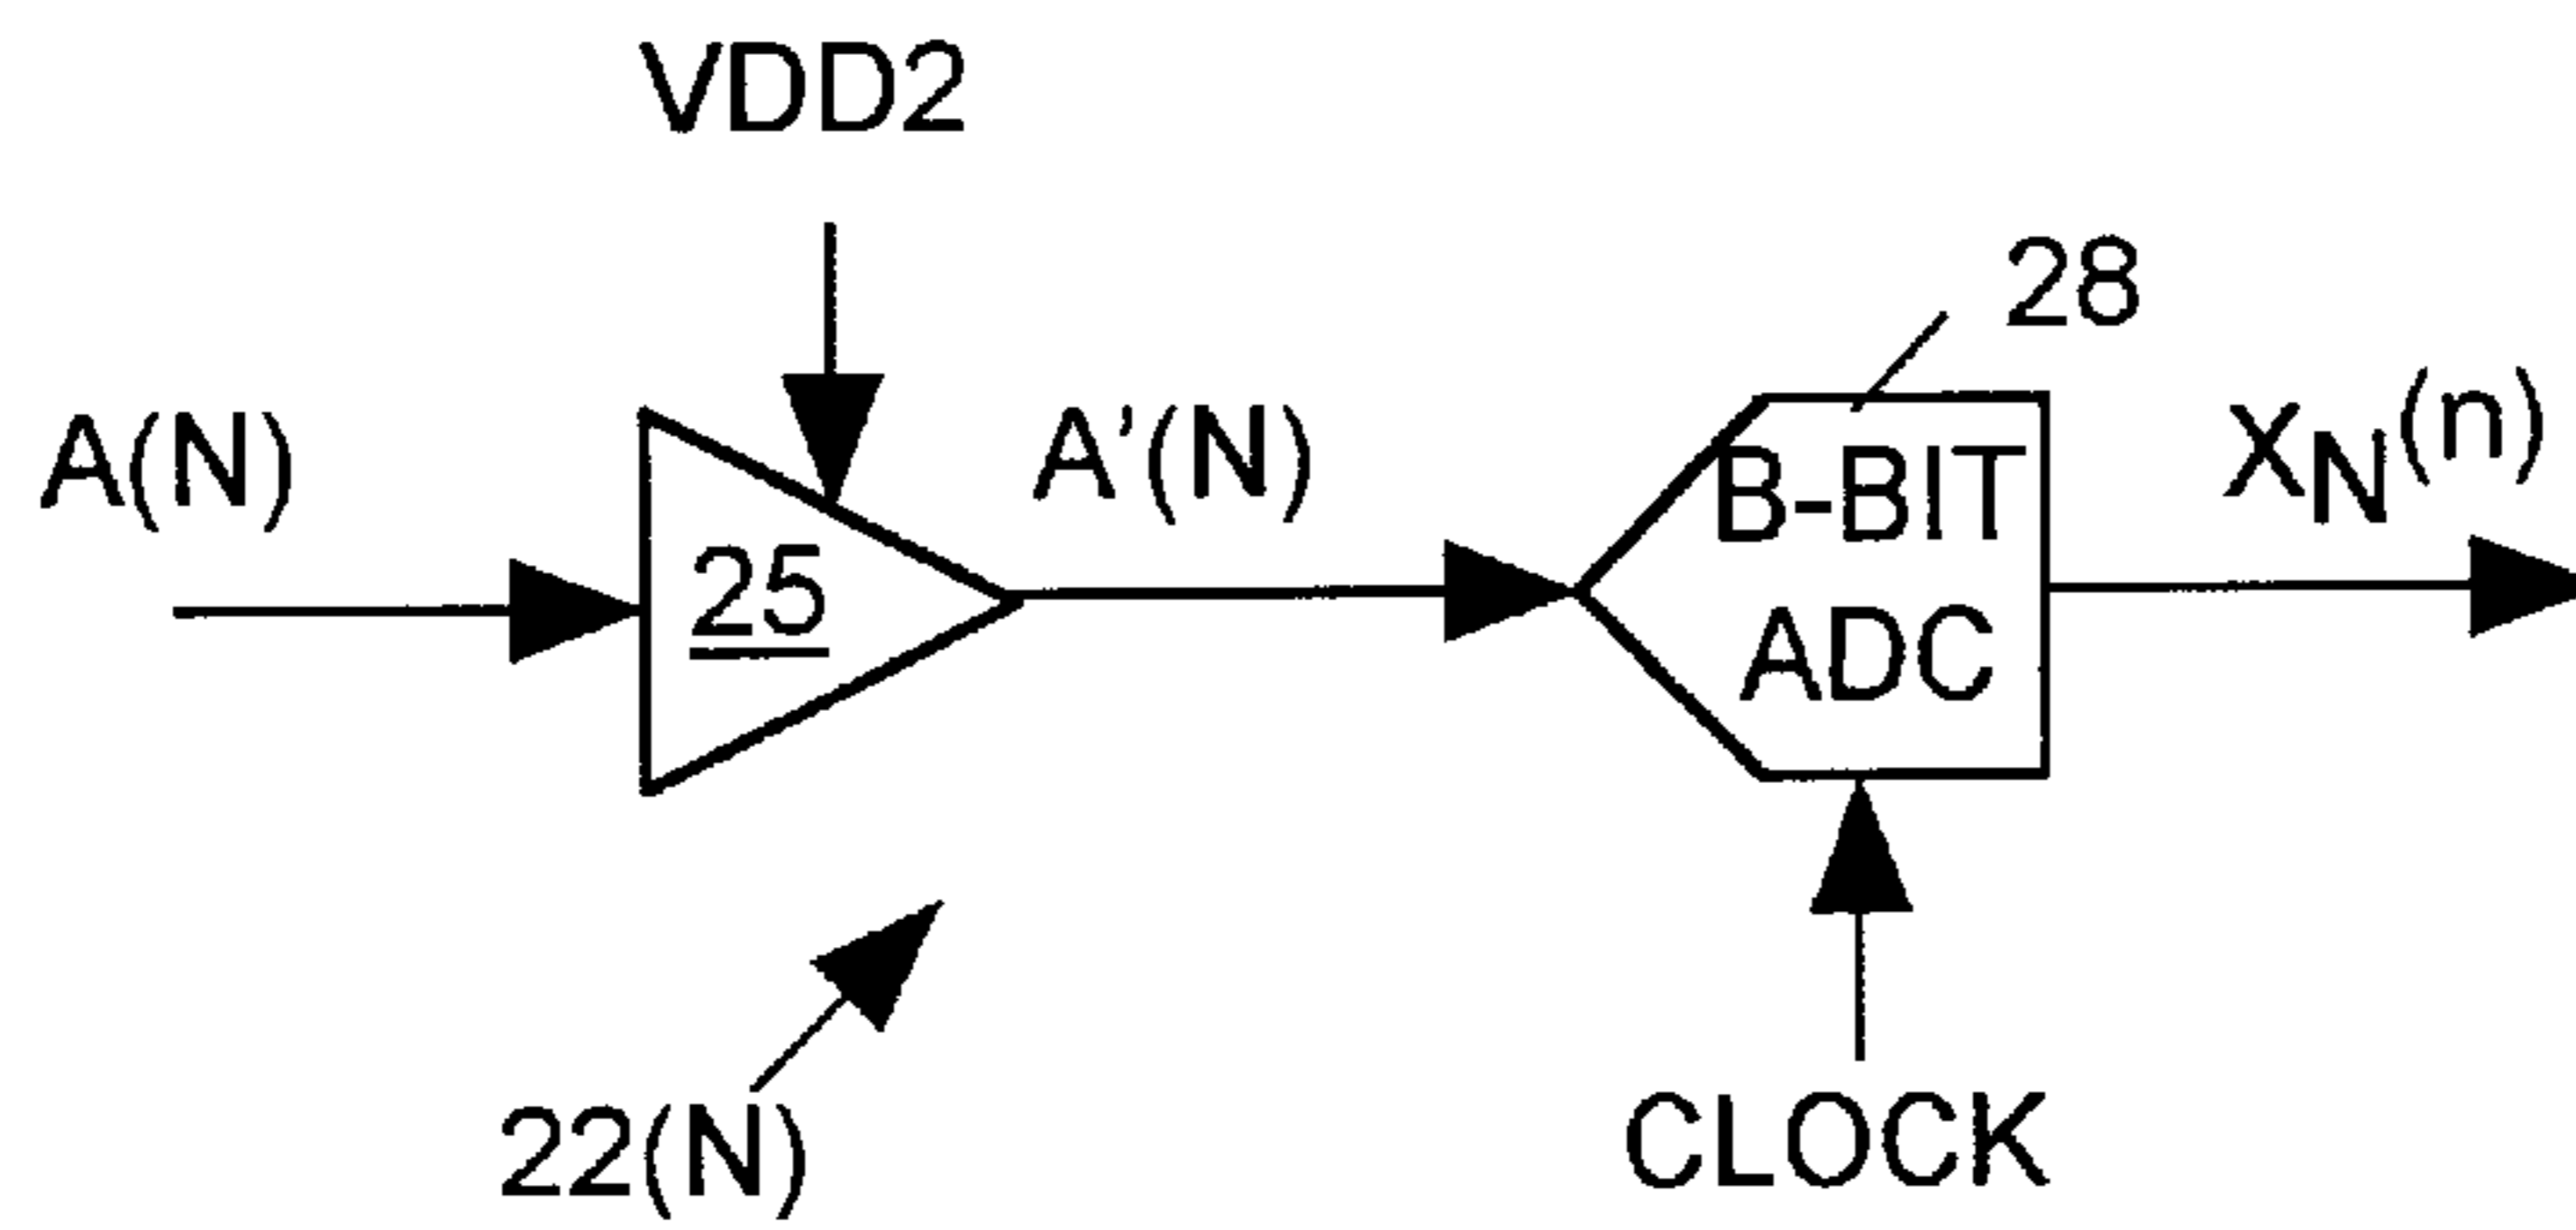 VDD2
28
A(N)
A'(N)
XN(n)
B-BIT
ADC
25
22(N)
CLOCK